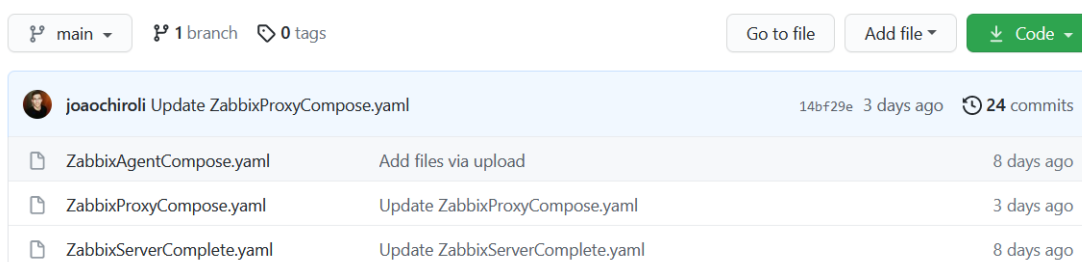 main 1 branch 0 tags Go to file Add file Code
joaochiroli Update ZabbixProxyCompose.yaml 14bf29e 3 days ago 24 commits
ZabbixAgentCompose.yaml Add files via upload 8 days ago
ZabbixProxyCompose.yaml Update ZabbixProxyCompose.yaml 3 days ago
ZabbixServerComplete.yaml Update ZabbixServerComplete.yaml 8 days ago